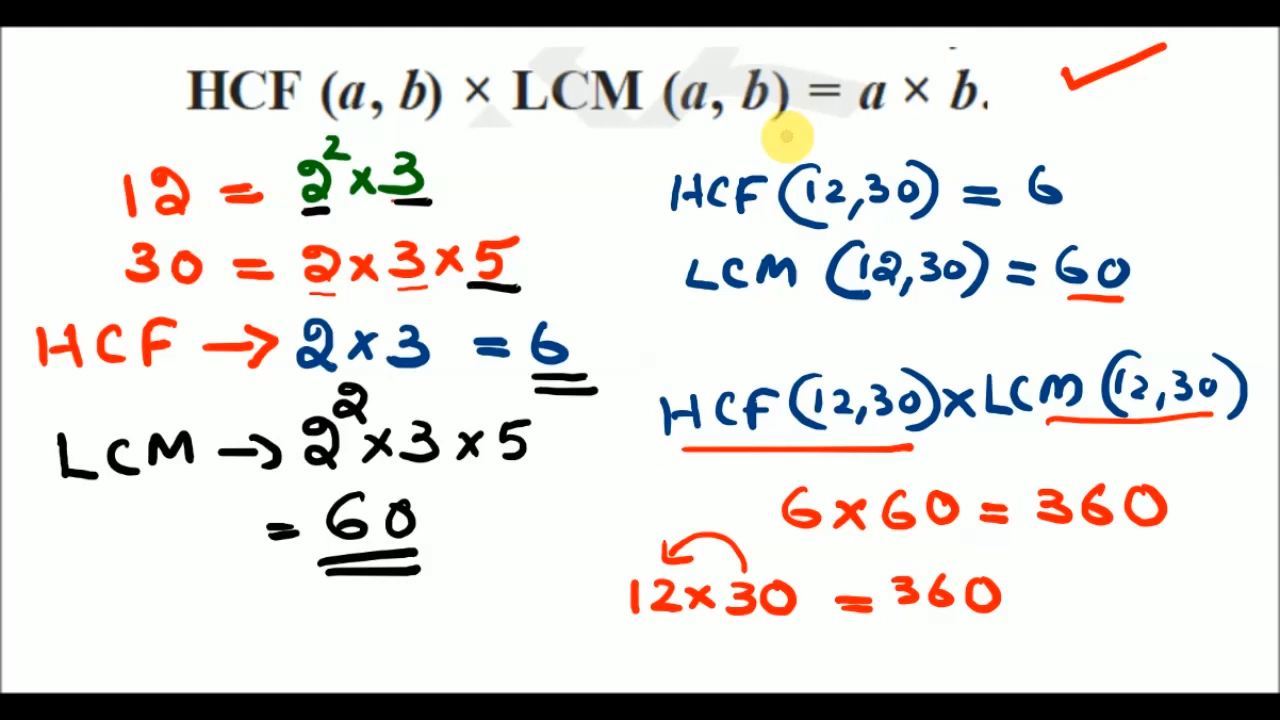 HCF (a, b) × LCM (a, b) = a × b.
12 = 2² × 3
30 = 2 × 3 × 5
HCF → 2 × 3 = 6
LCM → 2² × 3 × 5
= 60
HCF (12,30) = 6
LCM (12,30) = 60
HCF (12,30) × LCM (12,30)
6 × 60 = 360
12 × 30 = 360